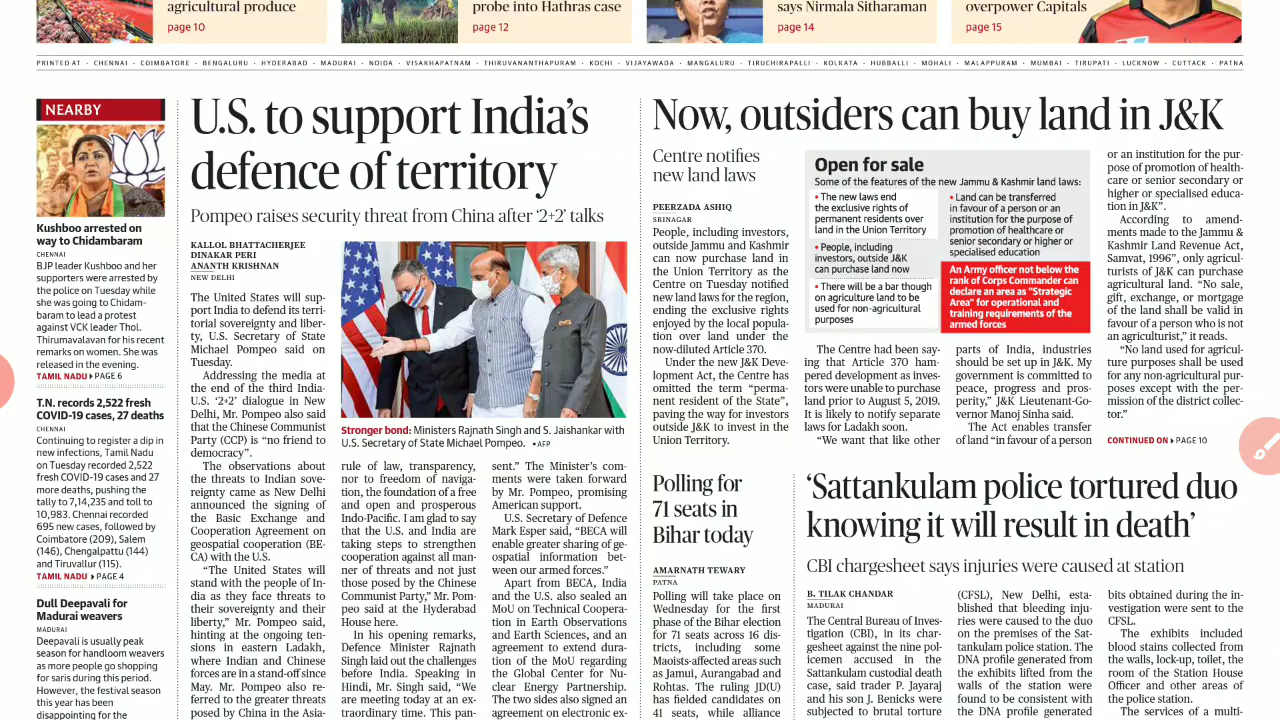 agricultural produce
page 10
probe into Hathras case
page 12
says Nirmala Sitharaman
page 14
overpower Capitals
page 15
PRINTED AT • CHENNAI • COIMBATORE • BENGALURU • HYDERABAD • MADURAI • NOIDA • VISAKHAPATNAM • THIRUVANANTHAPURAM • KOCHI • VIJAYAWADA • MANGALURU • TIRUCHIRAPALLI • KOLKATA • HUBBALLI • MOHALI • MALAPPURAM • MUMBAI • TIRUPATI • LUCKNOW • CUTTACK • PATNA
NEARBY
Kushboo arrested on
way to Chidambaram
CHENNAI
BJP leader Kushboo and her
supporters were arrested by
the police on Tuesday while
she was going to Chidam-
baram to lead a protest
against VCK leader Thol.
Thirumavalavan for his recent
remarks on women. She was
released in the evening.
TAMIL NADU ▸ PAGE 6
T.N. records 2,522 fresh
COVID-19 cases, 27 deaths
CHENNAI
Continuing to register a dip in
new infections, Tamil Nadu
on Tuesday recorded 2,522
fresh COVID-19 cases and 27
more deaths, pushing the
tally to 7,14,235 and toll to
10,983. Chennai recorded
695 new cases, followed by
Coimbatore (209), Salem
(146), Chengalpattu (144)
and Tiruvallur (115).
TAMIL NADU ▸ PAGE 4
Dull Deepavali for
Madurai weavers
MADURAI
Deepavali is usually peak
season for handloom weavers
as more people go shopping
for saris during this period.
However, the festival season
this year has been
disappointing for the
U.S. to support India's
defence of territory
Pompeo raises security threat from China after '2+2' talks
KALLOL BHATTACHERJEE
DINAKAR PERI
ANANTH KRISHNAN
NEW DELHI
The United States will sup-
port India to defend its terri-
torial sovereignty and liber-
ty, U.S. Secretary of State
Michael Pompeo said on
Tuesday.
Addressing the media at
the end of the third India-
U.S. '2+2' dialogue in New
Delhi, Mr. Pompeo also said
that the Chinese Communist
Party (CCP) is "no friend to
democracy".
The observations about
the threats to Indian sove-
reignty came as New Delhi
announced the signing of
the Basic Exchange and
Cooperation Agreement on
geospatial cooperation (BE-
CA) with the U.S.
"The United States will
stand with the people of In-
dia as they face threats to
their sovereignty and their
liberty," Mr. Pompeo said,
hinting at the ongoing ten-
sions in eastern Ladakh,
where Indian and Chinese
forces are in a stand-off since
May. Mr. Pompeo also re-
ferred to the greater threats
posed by China in the Asia-
Stronger bond: Ministers Rajnath Singh and S. Jaishankar with
U.S. Secretary of State Michael Pompeo. • AFP
rule of law, transparency,
nor to freedom of naviga-
tion, the foundation of a free
and open and prosperous
Indo-Pacific. I am glad to say
that the U.S. and India are
taking steps to strengthen
cooperation against all man-
ner of threats and not just
those posed by the Chinese
Communist Party," Mr. Pom-
peo said at the Hyderabad
House here.
In his opening remarks,
Defence Minister Rajnath
Singh laid out the challenges
before India. Speaking in
Hindi, Mr. Singh said, "We
are meeting today at an ex-
traordinary time. This pan-
sent." The Minister's com-
ments were taken forward
by Mr. Pompeo, promising
American support.
U.S. Secretary of Defence
Mark Esper said, "BECA will
enable greater sharing of ge-
ospatial information bet-
ween our armed forces."
Apart from BECA, India
and the U.S. also sealed an
MoU on Technical Coopera-
tion in Earth Observations
and Earth Sciences, and an
agreement to extend dura-
tion of the MoU regarding
the Global Center for Nu-
clear Energy Partnership.
The two sides also signed an
agreement on electronic ex-
Now, outsiders can buy land in J&K
Centre notifies
new land laws
PEERZADA ASHIQ
SRINAGAR
People, including investors,
outside Jammu and Kashmir
can now purchase land in
the Union Territory as the
Centre on Tuesday notified
new land laws for the region,
ending the exclusive rights
enjoyed by the local popula-
tion over land under the
now-diluted Article 370.
Under the new J&K Deve-
lopment Act, the Centre has
omitted the term "perma-
nent resident of the State",
paving the way for investors
outside J&K to invest in the
Union Territory.
Open for sale
Some of the features of the new Jammu & Kashmir land laws:
• The new laws end
the exclusive rights of
permanent residents over
land in the Union Territory
• People, including
investors, outside J&K
can purchase land now
• There will be a bar though
on agriculture land to be
used for non-agricultural
purposes
• Land can be transferred
in favour of a person or an
institution for the purpose of
promotion of healthcare or
senior secondary or higher or
specialised education
An Army officer not below the
rank of Corps Commander can
declare an area as "Strategic
Area" for operational and
training requirements of the
armed forces
The Centre had been say-
ing that Article 370 ham-
pered development as inves-
tors were unable to purchase
land prior to August 5, 2019.
It is likely to notify separate
laws for Ladakh soon.
"We want that like other
parts of India, industries
should be set up in J&K. My
government is committed to
peace, progress and pros-
perity," J&K Lieutenant-Go-
vernor Manoj Sinha said.
The Act enables transfer
of land "in favour of a person
or an institution for the pur-
pose of promotion of health-
care or senior secondary or
higher or specialised educa-
tion in J&K".
According to amend-
ments made to the Jammu &
Kashmir Land Revenue Act,
Samvat, 1996", only agricul-
turists of J&K can purchase
agricultural land. "No sale,
gift, exchange, or mortgage
of the land shall be valid in
favour of a person who is not
an agriculturist," it reads.
"No land used for agricul-
ture purposes shall be used
for any non-agricultural pur-
poses except with the per-
mission of the district collec-
tor."
CONTINUED ON ▸ PAGE 10
Polling for
71 seats in
Bihar today
AMARNATH TEWARY
PATNA
Polling will take place on
Wednesday for the first
phase of the Bihar election
for 71 seats across 16 dis-
tricts, including some
Maoists-affected areas such
as Jamui, Aurangabad and
Rohtas. The ruling JD(U)
has fielded candidates on
41 seats, while alliance
'Sattankulam police tortured duo
knowing it will result in death'
CBI chargesheet says injuries were caused at station
B. TILAK CHANDAR
MADURAI
The Central Bureau of Inves-
tigation (CBI), in its char-
gesheet against the nine pol-
icemen accused in the
Sattankulam custodial death
case, said trader P. Jayaraj
and his son J. Benicks were
subjected to brutal torture
(CFSL), New Delhi, esta-
blished that bleeding inju-
ries were caused to the duo
on the premises of the Sat-
tankulam police station. The
DNA profile generated from
the exhibits lifted from the
walls of the station were
found to be consistent with
the DNA profile generated
bits obtained during the in-
vestigation were sent to the
CFSL.
The exhibits included
blood stains collected from
the walls, lock-up, toilet, the
room of the Station House
Officer and other areas of
the police station.
The services of a multi-